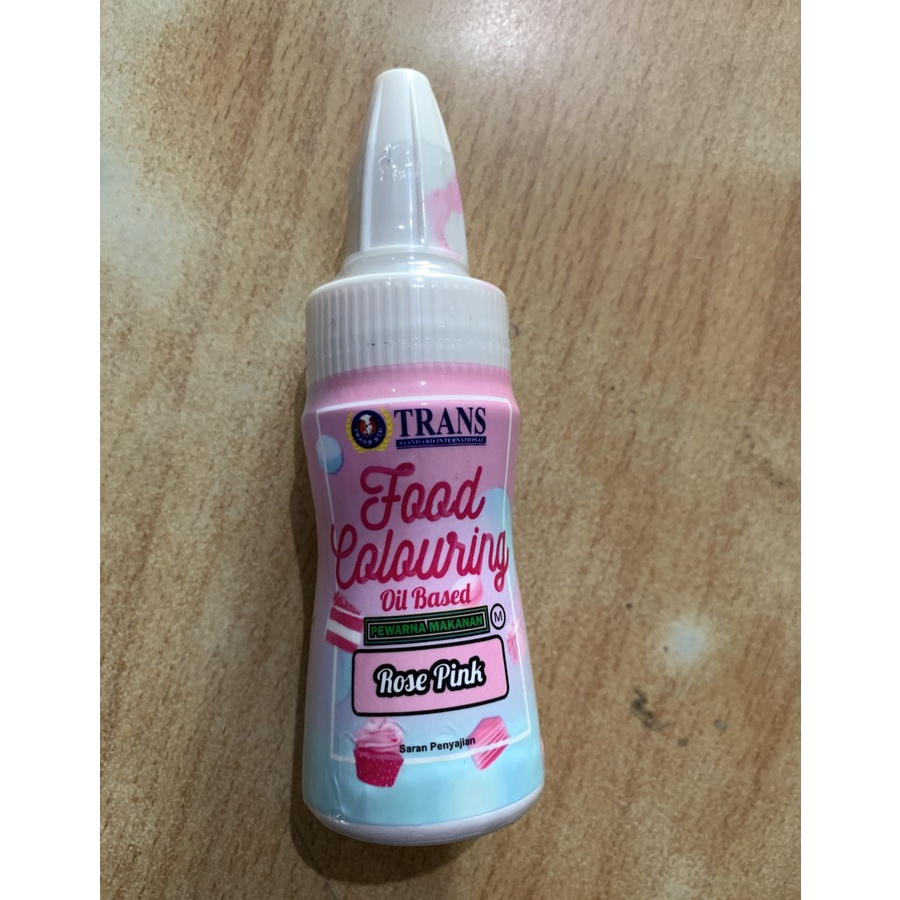 TRANS
STANDARD INTERNATIONAL
Food
Colouring
Oil Based
PEWARNA MAKANAN M
Rose Pink
Saran Penyajian